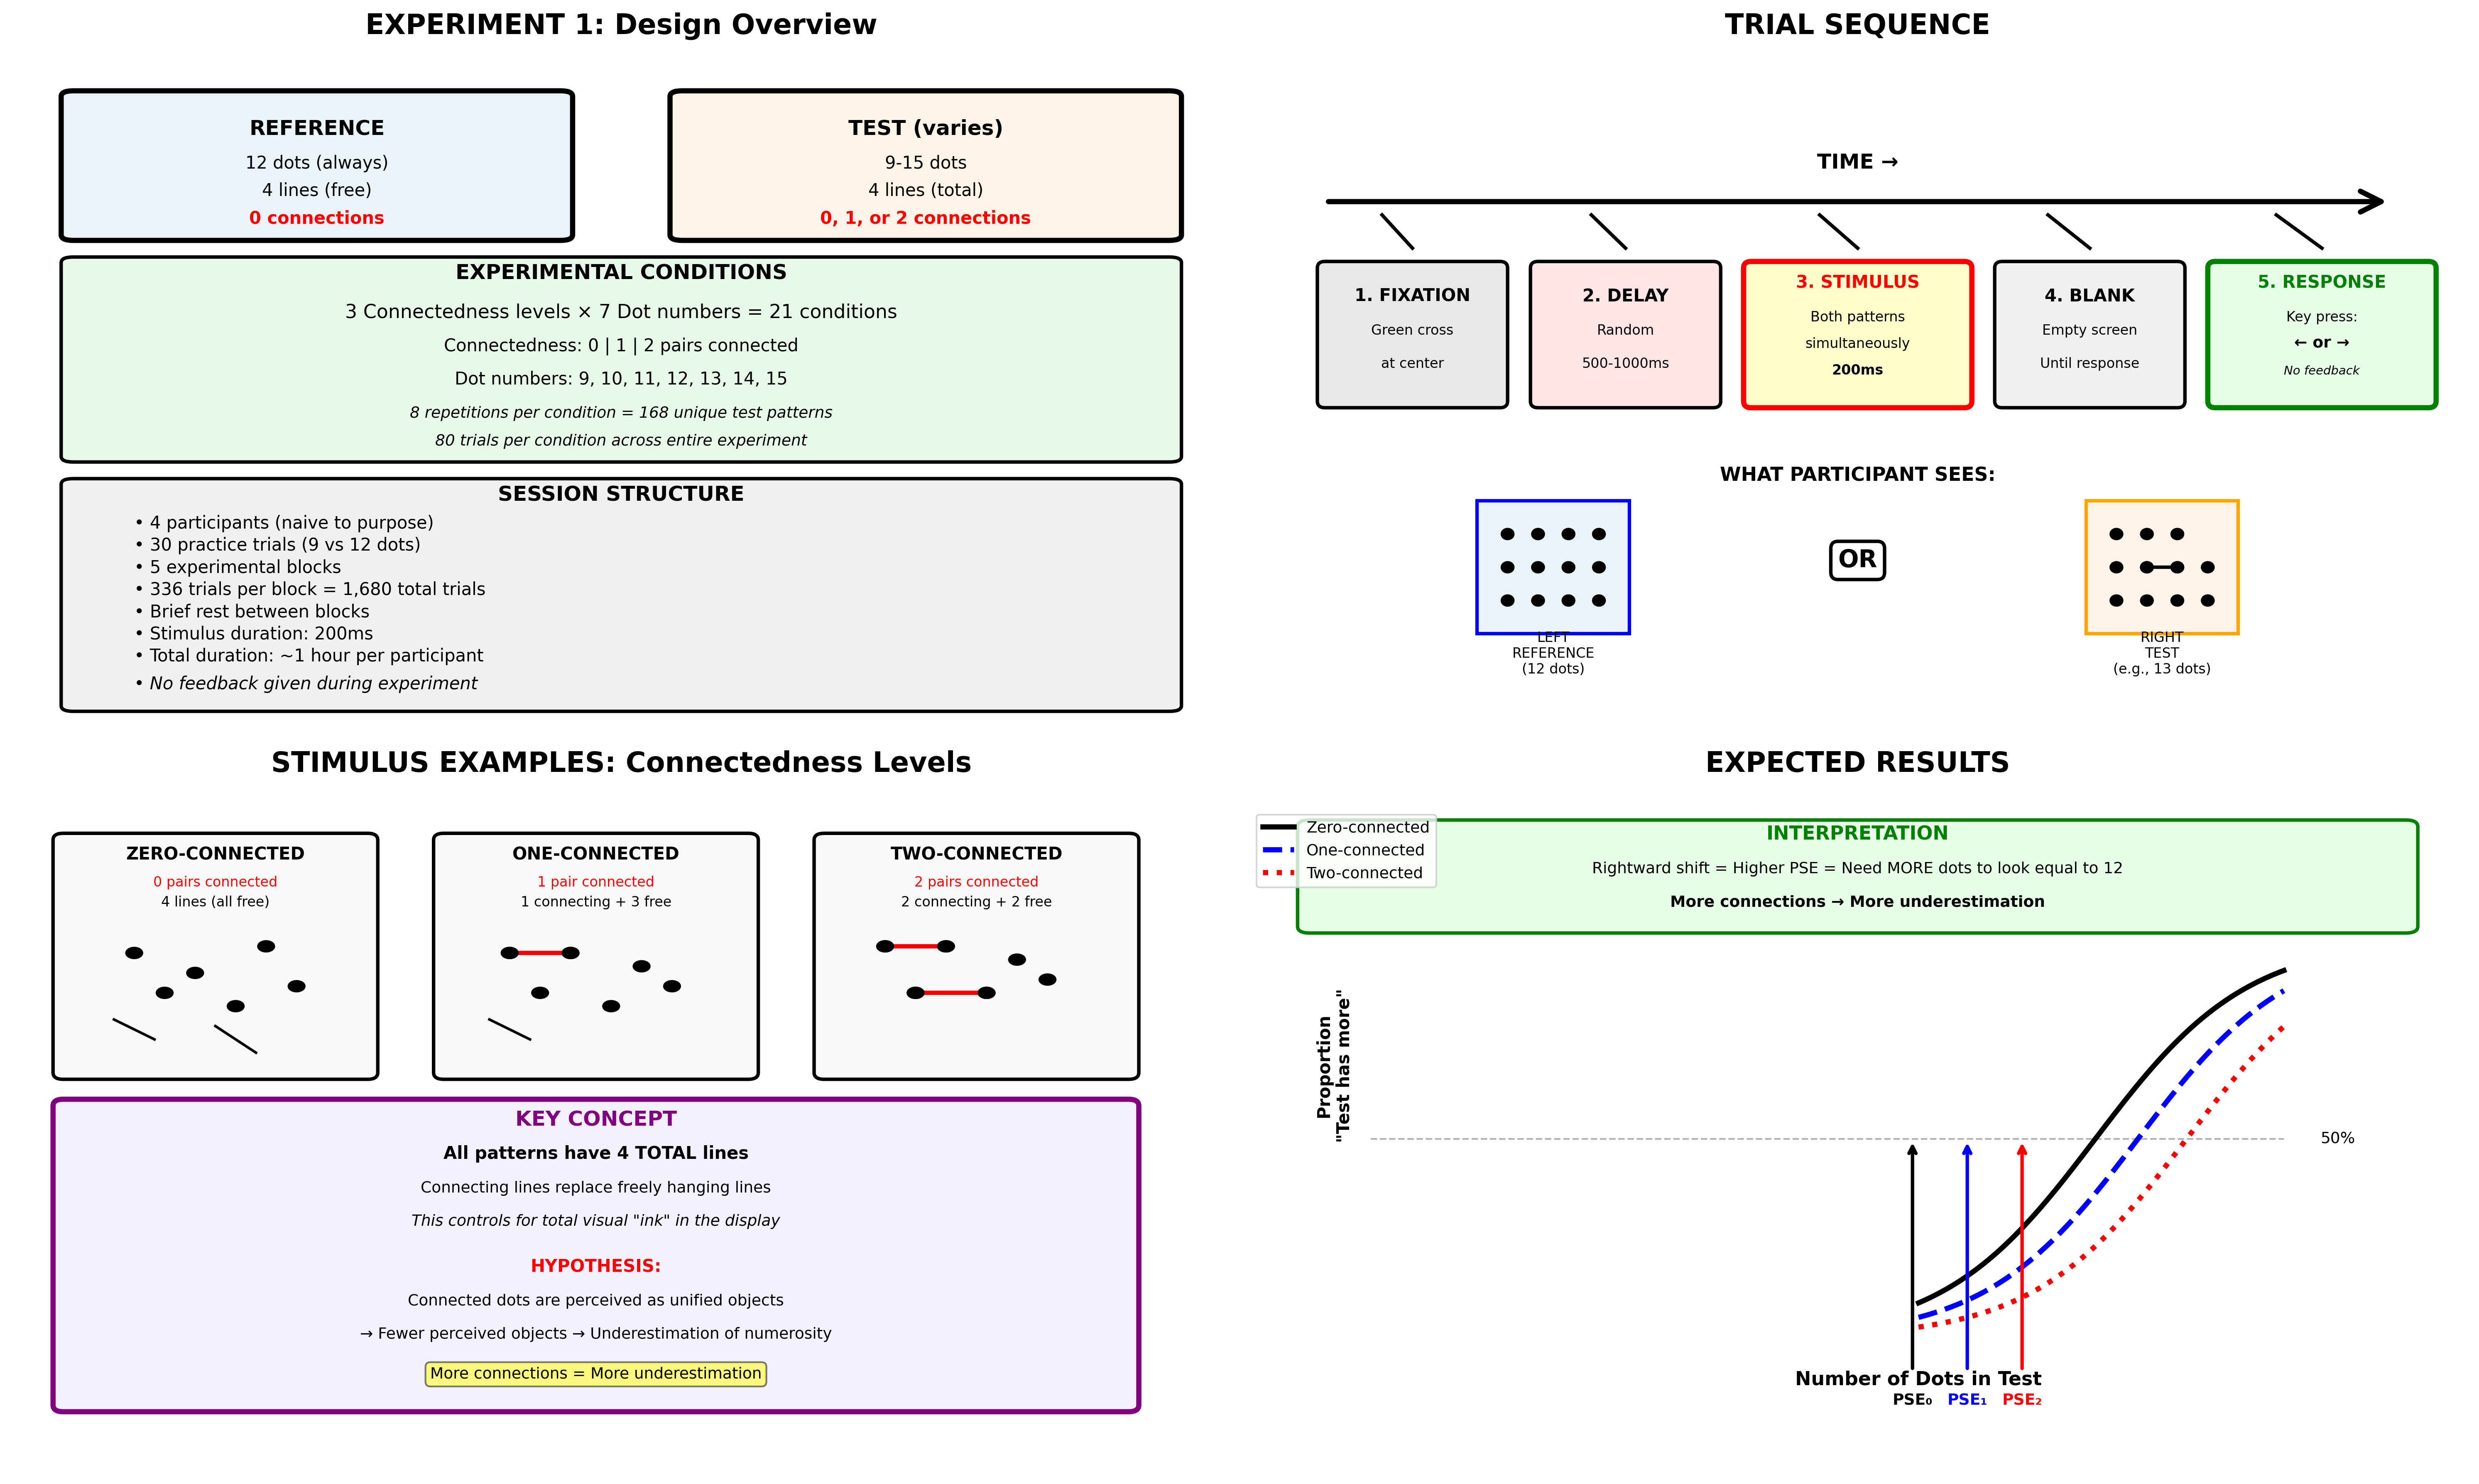 EXPERIMENT 1: Design Overview
REFERENCE
12 dots (always)
4 lines (free)
0 connections
TEST (varies)
9-15 dots
4 lines (total)
0, 1, or 2 connections
EXPERIMENTAL CONDITIONS
3 Connectedness levels × 7 Dot numbers = 21 conditions
Connectedness: 0 | 1 | 2 pairs connected
Dot numbers: 9, 10, 11, 12, 13, 14, 15
8 repetitions per condition = 168 unique test patterns
80 trials per condition across entire experiment
SESSION STRUCTURE
• 4 participants (naive to purpose)
• 30 practice trials (9 vs 12 dots)
• 5 experimental blocks
• 336 trials per block = 1,680 total trials
• Brief rest between blocks
• Stimulus duration: 200ms
• Total duration: ~1 hour per participant
• No feedback given during experiment
TRIAL SEQUENCE
TIME →
1. FIXATION
Green cross
at center
2. DELAY
Random
500-1000ms
3. STIMULUS
Both patterns
simultaneously
200ms
4. BLANK
Empty screen
Until response
5. RESPONSE
Key press:
← or →
No feedback
WHAT PARTICIPANT SEES:
LEFT
REFERENCE
(12 dots)
OR
RIGHT
TEST
(e.g., 13 dots)
STIMULUS EXAMPLES: Connectedness Levels
ZERO-CONNECTED
0 pairs connected
4 lines (all free)
ONE-CONNECTED
1 pair connected
1 connecting + 3 free
TWO-CONNECTED
2 pairs connected
2 connecting + 2 free
KEY CONCEPT
All patterns have 4 TOTAL lines
Connecting lines replace freely hanging lines
This controls for total visual "ink" in the display
HYPOTHESIS:
Connected dots are perceived as unified objects
→ Fewer perceived objects → Underestimation of numerosity
More connections = More underestimation
EXPECTED RESULTS
Zero-connected
One-connected
Two-connected
INTERPRETATION
Rightward shift = Higher PSE = Need MORE dots to look equal to 12
More connections → More underestimation
Proportion
"Test has more"
50%
Number of Dots in Test
PSE₀
PSE₁
PSE₂